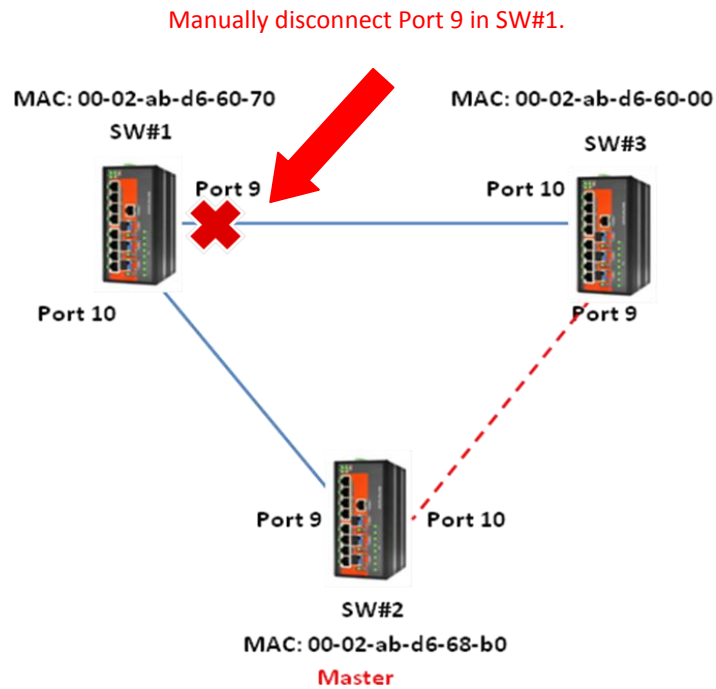 Manually disconnect Port 9 in SW#1.
MAC: 00-02-ab-d6-60-70
SW#1
MAC: 00-02-ab-d6-60-00
SW#3
Port 9
Port 10
Port 10
Port 9
Port 9
Port 10
SW#2
MAC: 00-02-ab-d6-68-b0
Master